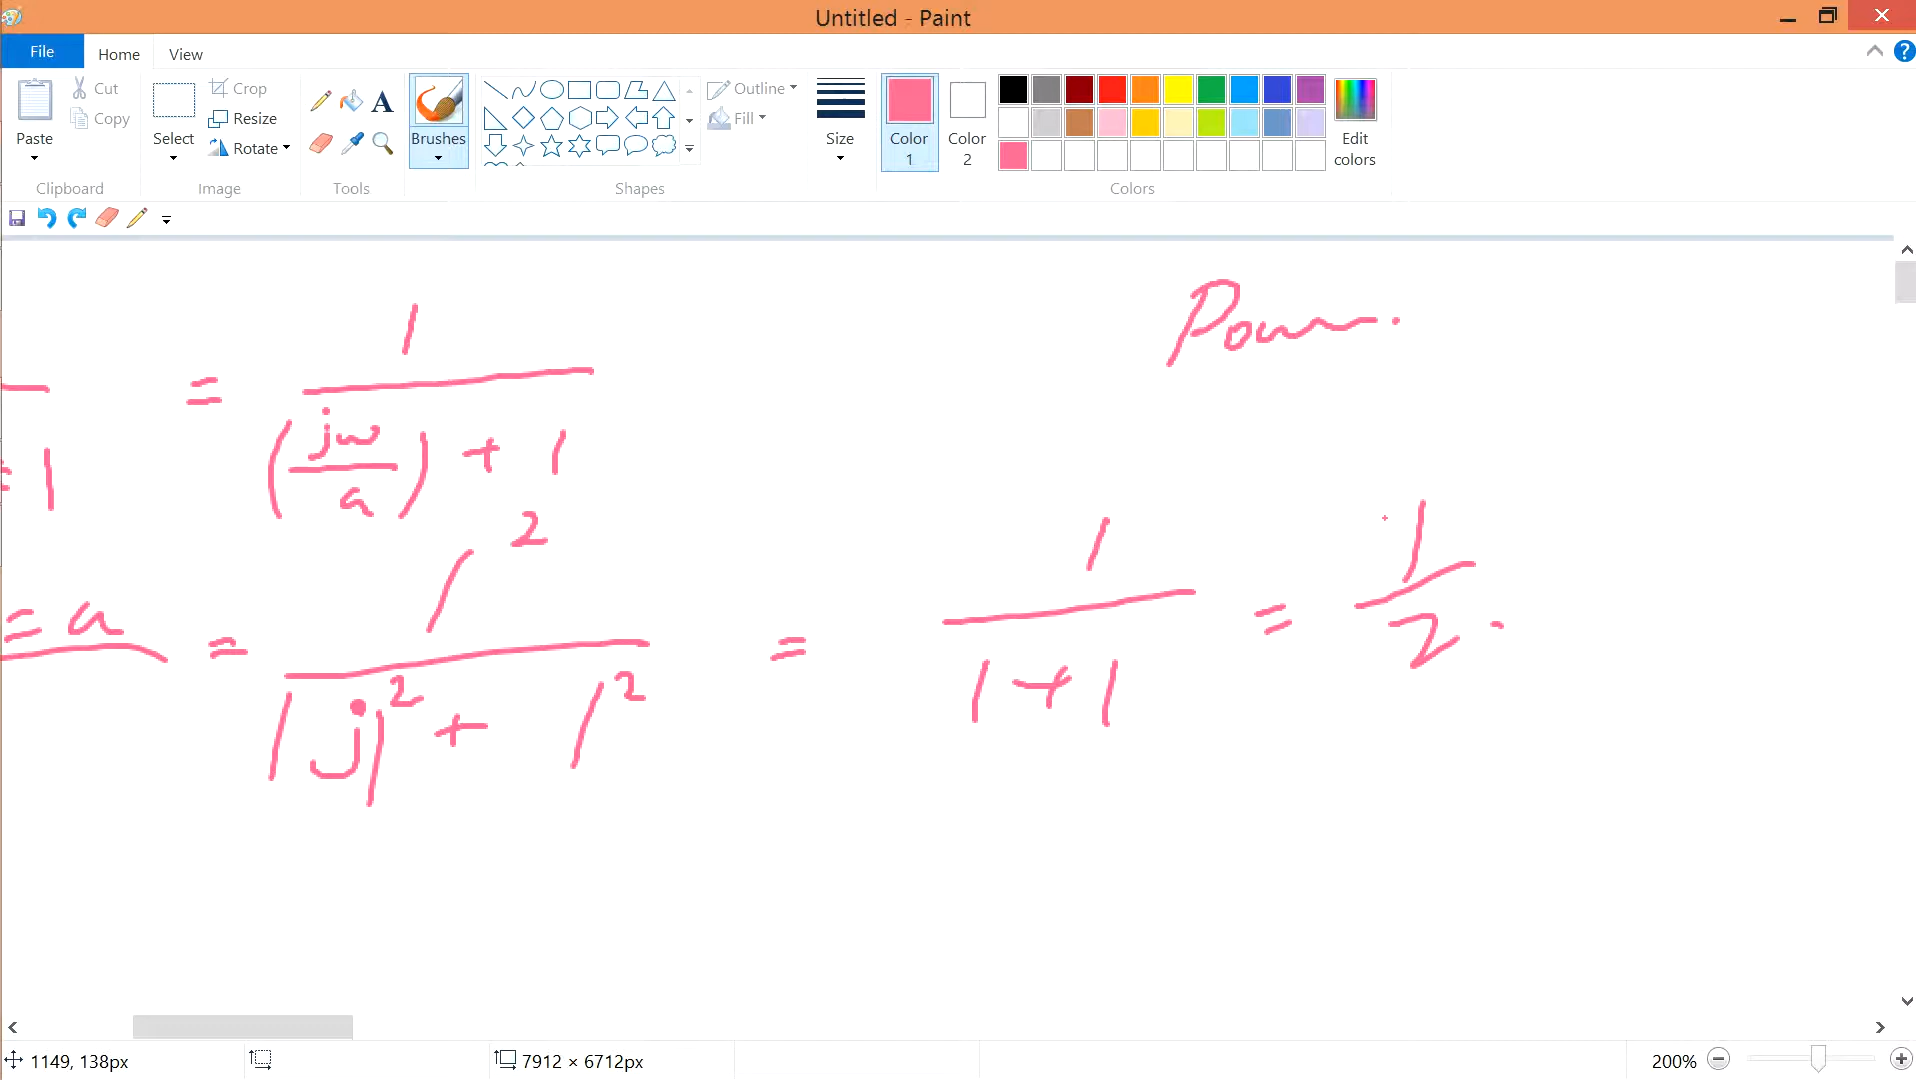 Untitled - Paint
File Home View
Paste
Cut
Copy
Clipboard
Select
Crop
Resize
Rotate
Image
A
Tools
Brushes
Shapes
Outline
Fill
Size
Color 1
Color 2
Colors
Edit colors
Power.
= 1 / (jω/a) + 1
1
= a = 1² / |j|² + 1² = 1 / 1+1 = 1/2.
1149, 138px
7912 × 6712px
200%